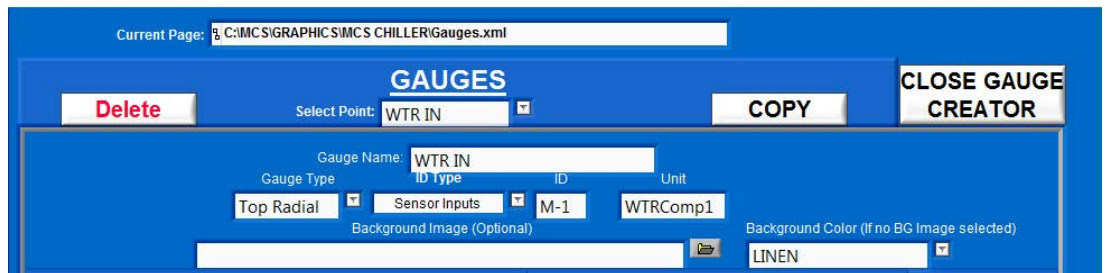 Current Page: C:\MCS\GRAPHICS\MCS CHILLER\Gauges.xml
GAUGES
CLOSE GAUGE CREATOR
Delete
Select Point: WTR IN
COPY
Gauge Name: WTR IN
Gauge Type ID Type ID Unit
Top Radial Sensor Inputs M-1 WTRComp1
Background Image (Optional) Background Color (If no BG Image selected)
LINEN